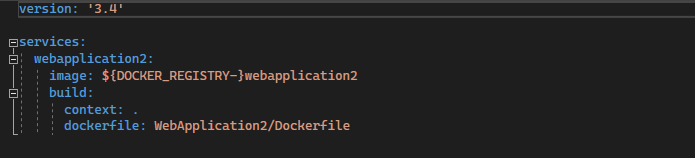 version: '3.4'
services:
webapplication2:
image: ${DOCKER_REGISTRY-}webapplication2
build:
context: .
dockerfile: WebApplication2/Dockerfile